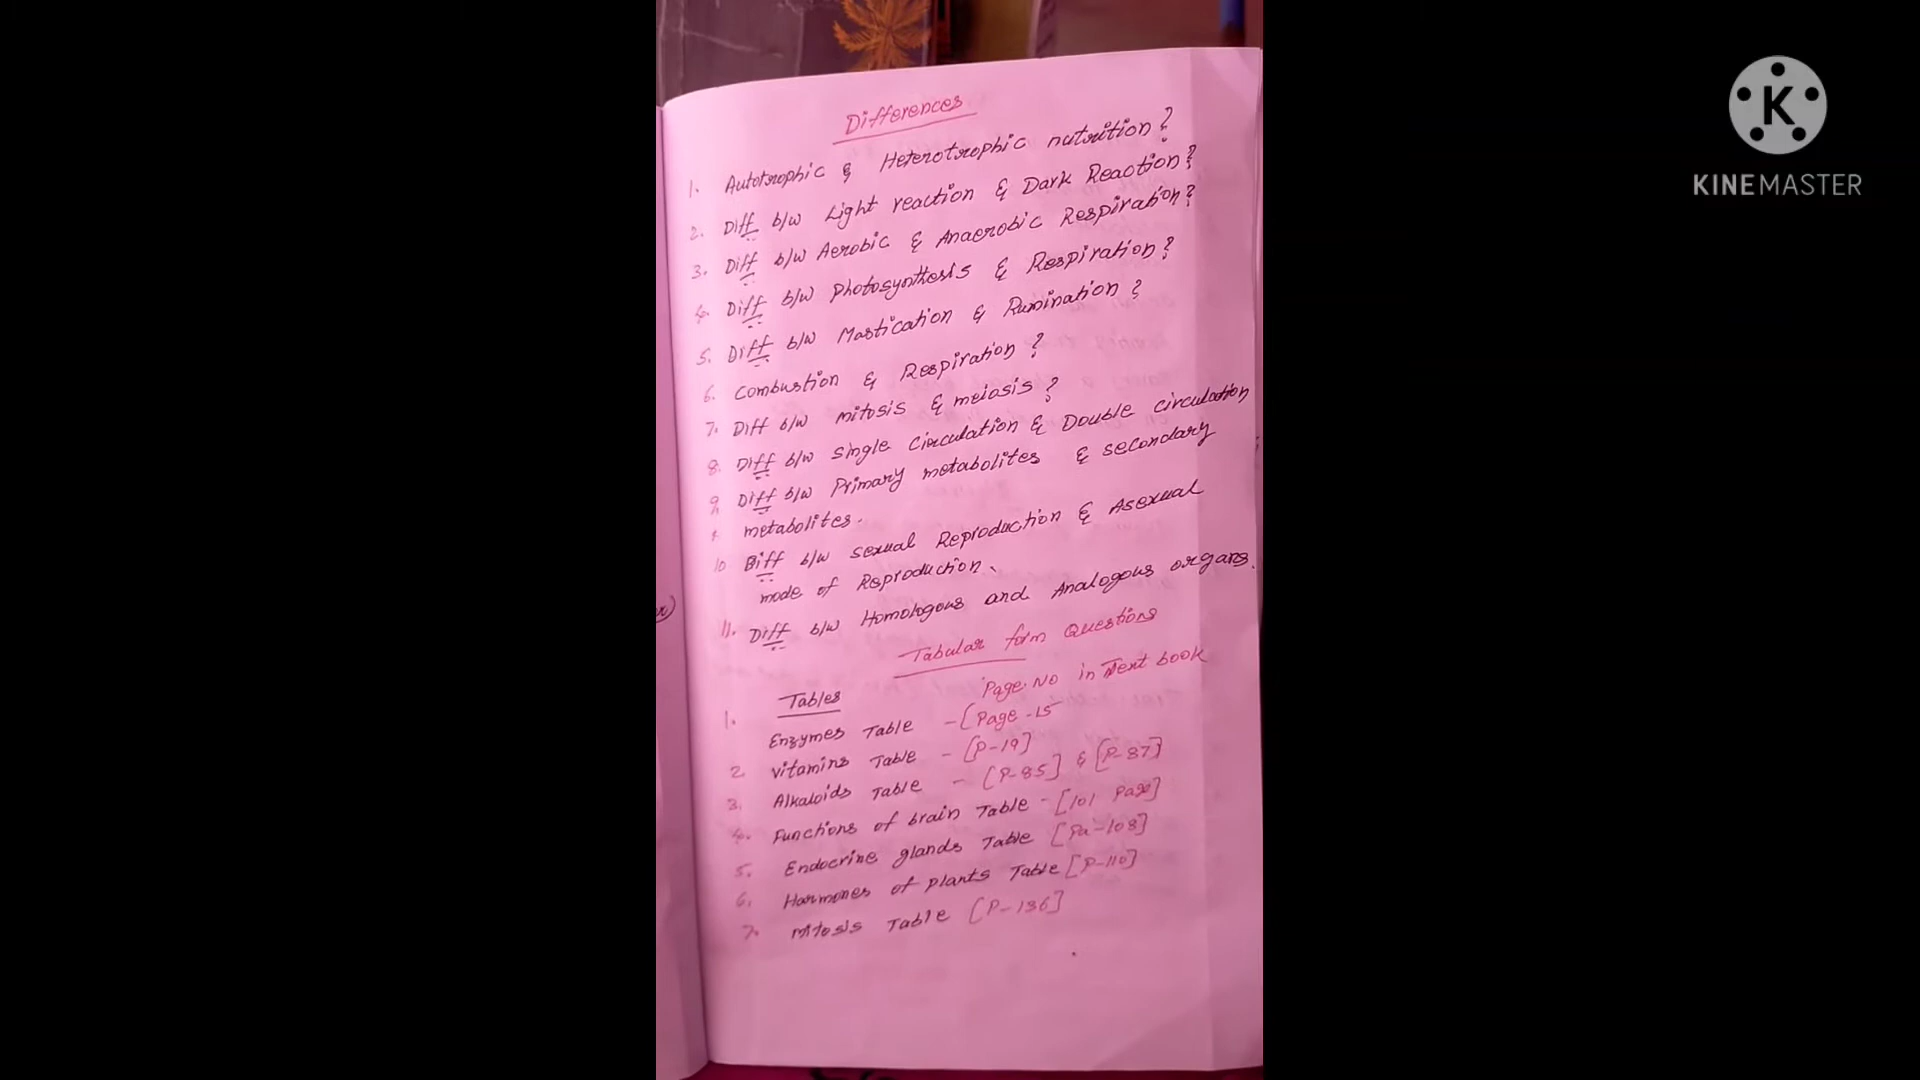 Differences
1. Autotrophic & Heterotrophic nutrition?
2. Diff b/w Light reaction & Dark Reaction?
3. Diff b/w Aerobic & Anaerobic Respiration?
4. Diff b/w Photosynthesis & Respiration?
5. Diff b/w Mastication & Rumination?
6. Combustion & Respiration?
7. Diff b/w mitosis & meiosis?
8. Diff b/w single circulation & Double circulation
9. Diff b/w Primary metabolites & secondary
metabolites.
10 Diff b/w sexual Reproduction & Asexual
mode of Reproduction.
11. Diff b/w Homologous and Analogous organs.
Tabular form Questions
Tables Page No in Text book
1. Enzymes Table - [Page-15
2. Vitamins Table - [P-19]
3. Alkaloids Table - [P-85] & [P-87]
4. Functions of brain Table - [101 Page]
5. Endocrine glands Table [Pa-108]
6. Hormones of plants Table [P-110]
7. Mitosis Table [P-136]
K
KINEMASTER